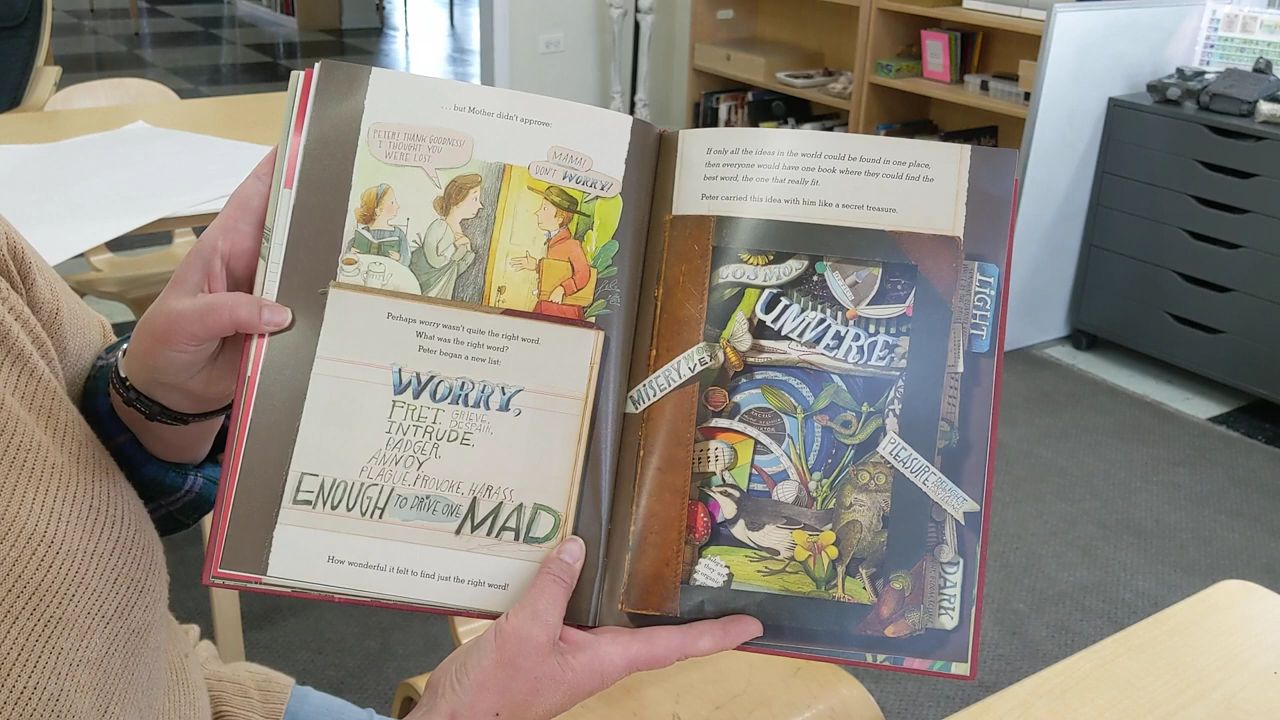 . . . but Mother didn't approve:
PETER! THANK GOODNESS!
I THOUGHT YOU
WERE LOST.
MAMA!
DON'T WORRY!
Perhaps worry wasn't quite the right word.
What was the right word?
Peter began a new list:
WORRY,
FRET, GRIEVE,
DESPAIR,
INTRUDE,
BADGER,
ANNOY,
PLAGUE, PROVOKE, HARASS,
ENOUGH TO DRIVE ONE MAD
How wonderful it felt to find just the right word!
If only all the ideas in the world could be found in one place,
then everyone would have one book where they could find the
best word, the one that really fit.
Peter carried this idea with him like a secret treasure.
COSMOS
UNIVERSE
LIGHT
MISERY, WO
PLEASURE
DARK